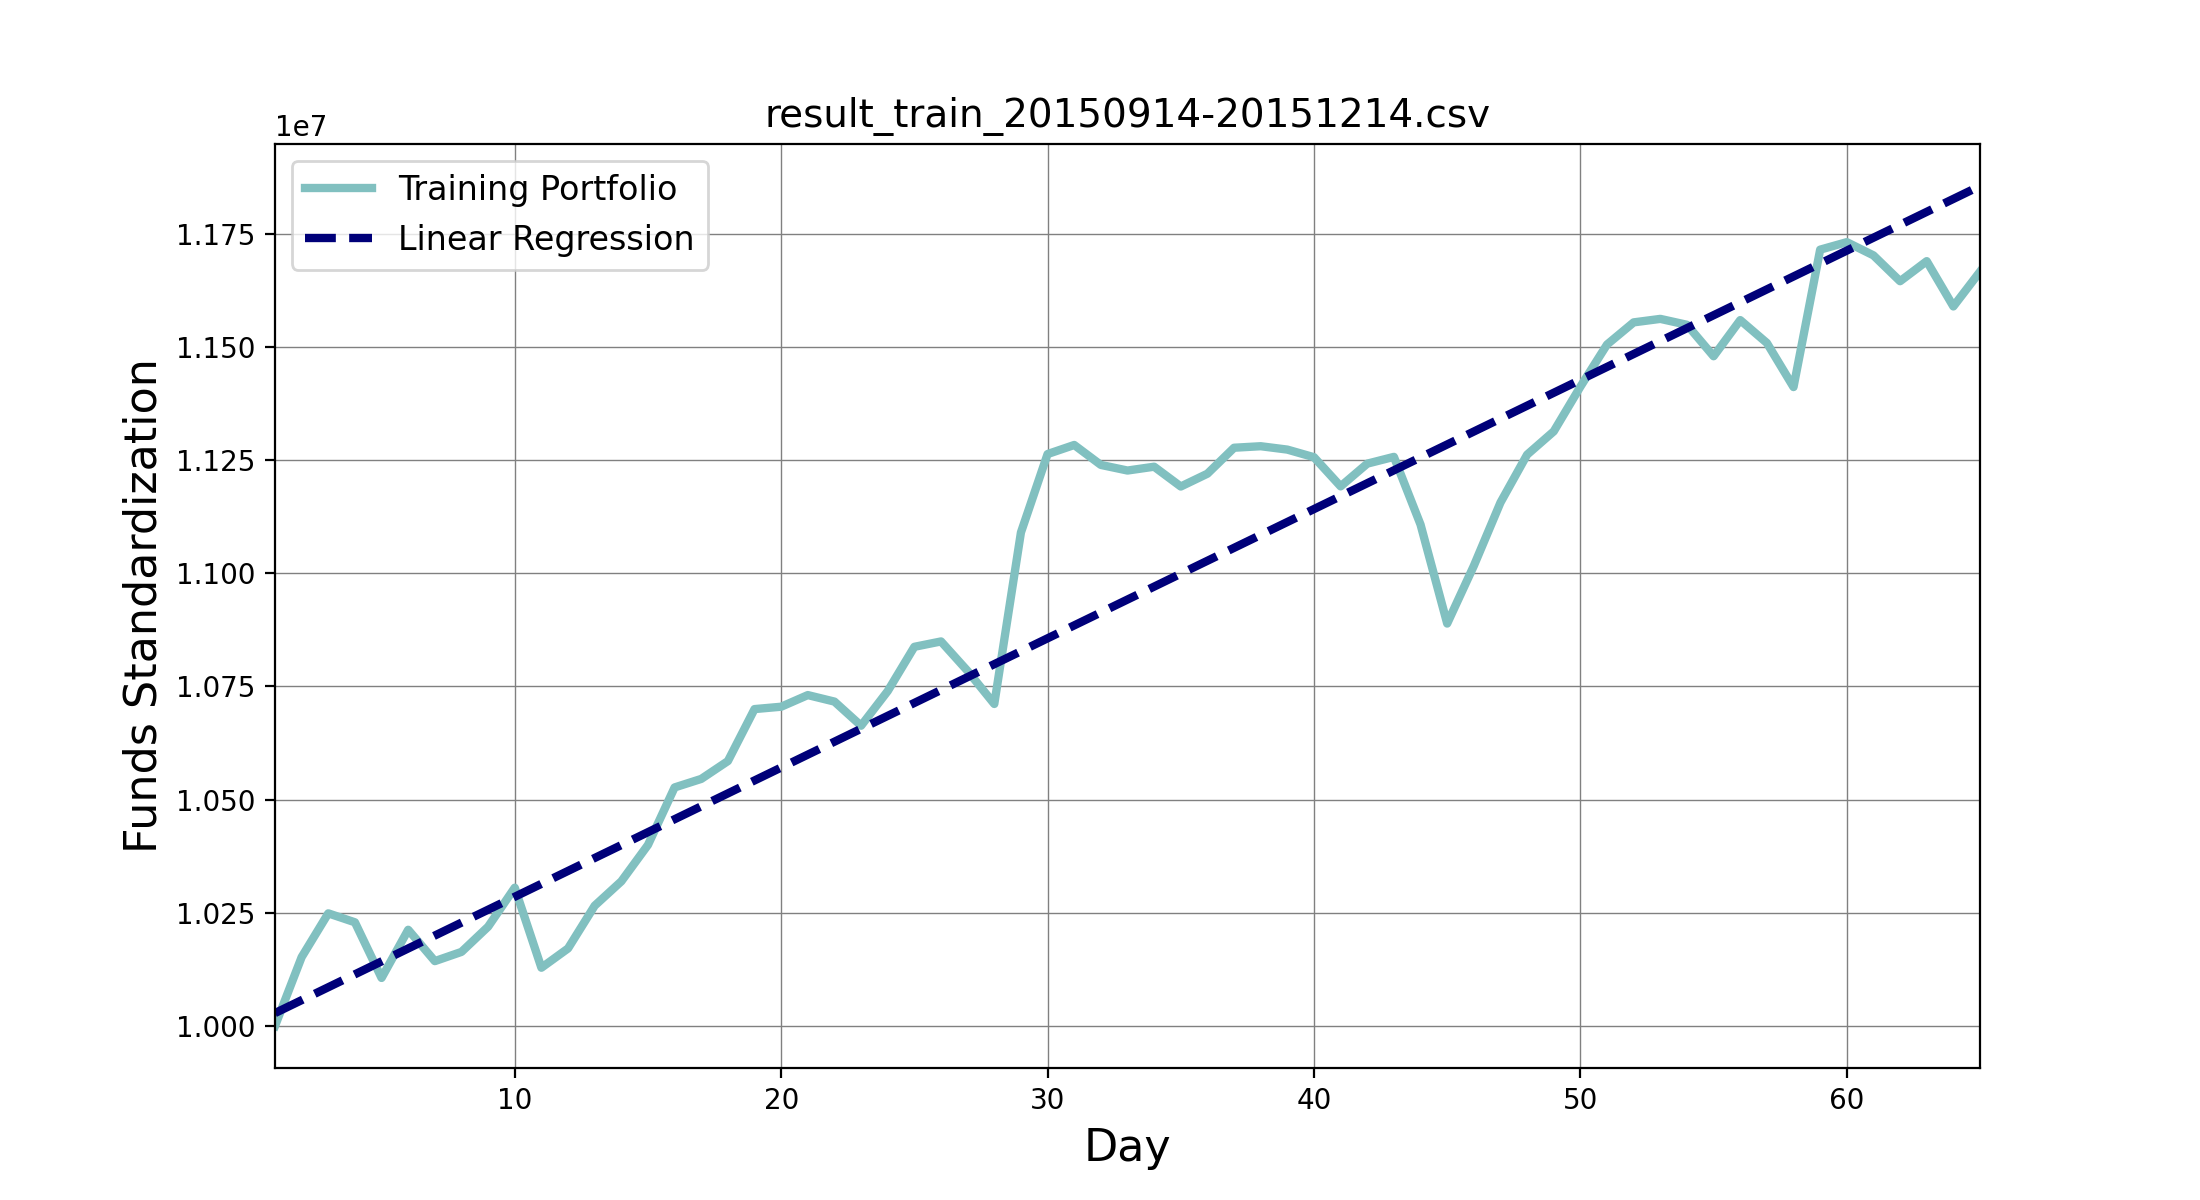 result_train_20150914-20151214.csv
1e7
Training Portfolio
Linear Regression
1.175
1.150
1.125
1.100
1.075
1.050
1.025
1.000
Funds Standardization
10 20 30 40 50 60
Day